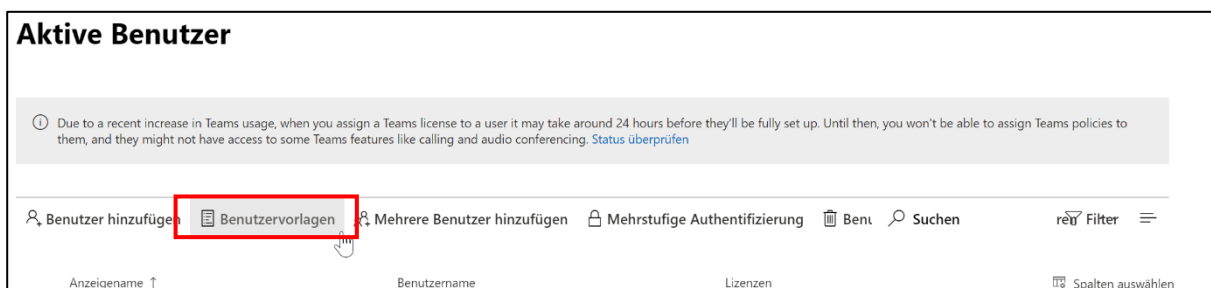 Aktive Benutzer
Due to a recent increase in Teams usage, when you assign a Teams license to a user it may take around 24 hours before they'll be fully set up. Until then, you won't be able to assign Teams policies to
them, and they might not have access to some Teams features like calling and audio conferencing. Status überprüfen
Benutzer hinzufügen Benutzervorlagen Mehrere Benutzer hinzufügen Mehrstufige Authentifizierung Benu Suchen Filter
Anzeigename ↑ Benutzername Lizenzen Spalten auswählen